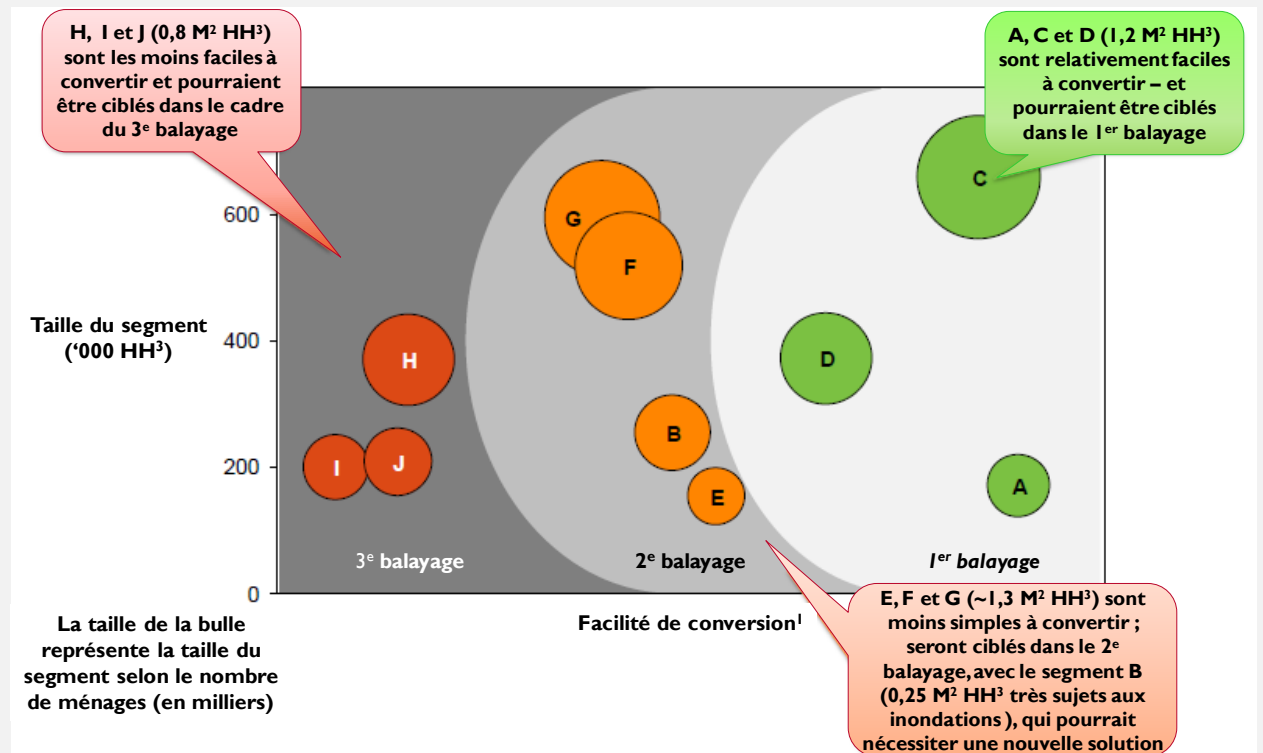 H, I et J (0,8 M² HH³)
sont les moins faciles à
convertir et pourraient
être ciblés dans le cadre
du 3ᵉ balayage
A, C et D (1,2 M² HH³)
sont relativement faciles
à convertir – et
pourraient être ciblés
dans le 1ᵉʳ balayage
600
400
200
0
Taille du segment
(‘000 HH³)
C
G
F
H
D
B
I
J
E
A
3ᵉ balayage
2ᵉ balayage
1ᵉʳ balayage
Facilité de conversion¹
La taille de la bulle
représente la taille du
segment selon le nombre
de ménages (en milliers)
E, F et G (~1,3 M² HH³) sont
moins simples à convertir ;
seront ciblés dans le 2ᵉ
balayage, avec le segment B
(0,25 M² HH³ très sujets aux
inondations ), qui pourrait
nécessiter une nouvelle solution